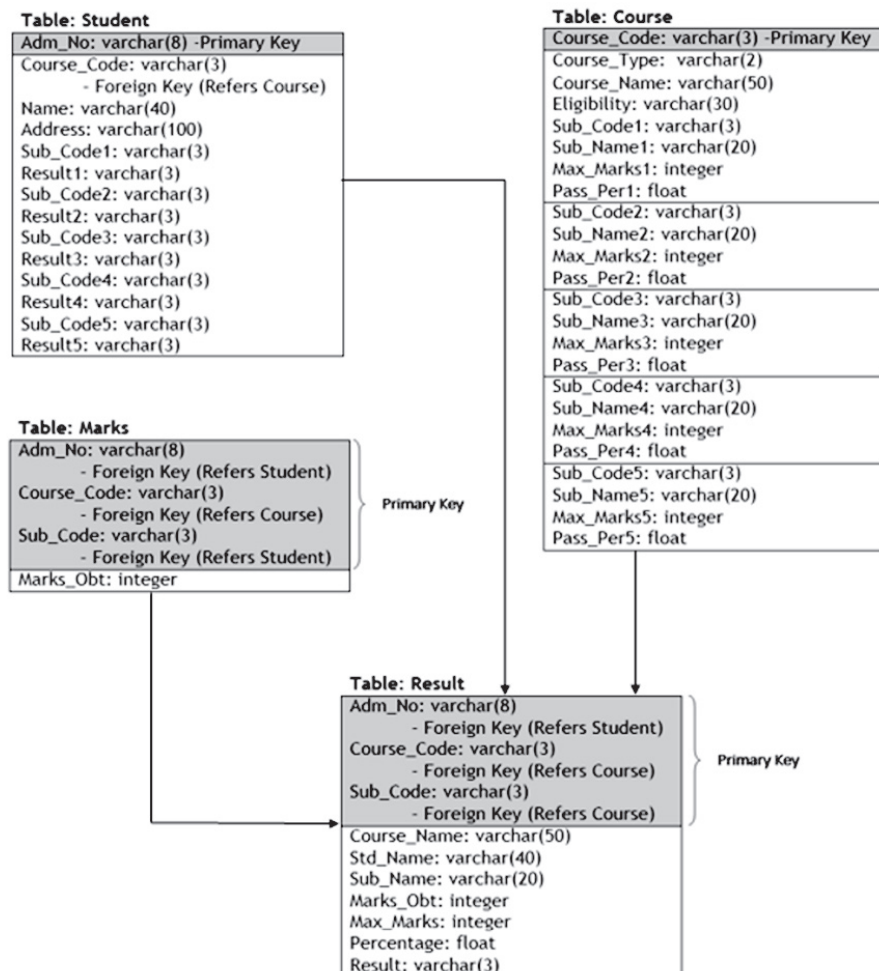 Table: Student
Adm_No: varchar(8) -Primary Key
Course_Code: varchar(3)
- Foreign Key (Refers Course)
Name: varchar(40)
Address: varchar(100)
Sub_Code1: varchar(3)
Result1: varchar(3)
Sub_Code2: varchar(3)
Result2: varchar(3)
Sub_Code3: varchar(3)
Result3: varchar(3)
Sub_Code4: varchar(3)
Result4: varchar(3)
Sub_Code5: varchar(3)
Result5: varchar(3)
Table: Course
Course_Code: varchar(3) -Primary Key
Course_Type: varchar(2)
Course_Name: varchar(50)
Eligibility: varchar(30)
Sub_Code1: varchar(3)
Sub_Name1: varchar(20)
Max_Marks1: integer
Pass_Per1: float
Sub_Code2: varchar(3)
Sub_Name2: varchar(20)
Max_Marks2: integer
Pass_Per2: float
Sub_Code3: varchar(3)
Sub_Name3: varchar(20)
Max_Marks3: integer
Pass_Per3: float
Sub_Code4: varchar(3)
Sub_Name4: varchar(20)
Max_Marks4: integer
Pass_Per4: float
Sub_Code5: varchar(3)
Sub_Name5: varchar(20)
Max_Marks5: integer
Pass_Per5: float
Table: Marks
Adm_No: varchar(8)
- Foreign Key (Refers Student)
Course_Code: varchar(3)
- Foreign Key (Refers Course)
Sub_Code: varchar(3)
- Foreign Key (Refers Student)
Marks_Obt: integer
Primary Key
Table: Result
Adm_No: varchar(8)
- Foreign Key (Refers Student)
Course_Code: varchar(3)
- Foreign Key (Refers Course)
Sub_Code: varchar(3)
- Foreign Key (Refers Course)
Course_Name: varchar(50)
Std_Name: varchar(40)
Sub_Name: varchar(20)
Marks_Obt: integer
Max_Marks: integer
Percentage: float
Result: varchar(3)
Primary Key